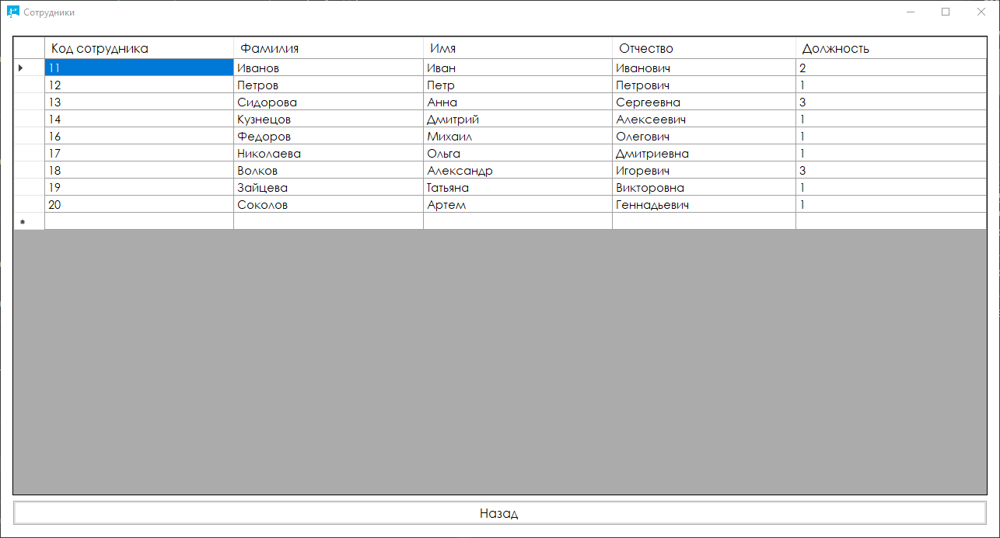 Сотрудники
Код сотрудника Фамилия Имя Отчество Должность
11 Иванов Иван Иванович 2
12 Петров Петр Петрович 1
13 Сидорова Анна Сергеевна 3
14 Кузнецов Дмитрий Алексеевич 1
16 Федоров Михаил Олегович 1
17 Николаева Ольга Дмитриевна 1
18 Волков Александр Игоревич 3
19 Зайцева Татьяна Викторовна 1
20 Соколов Артем Геннадьевич 1
Назад